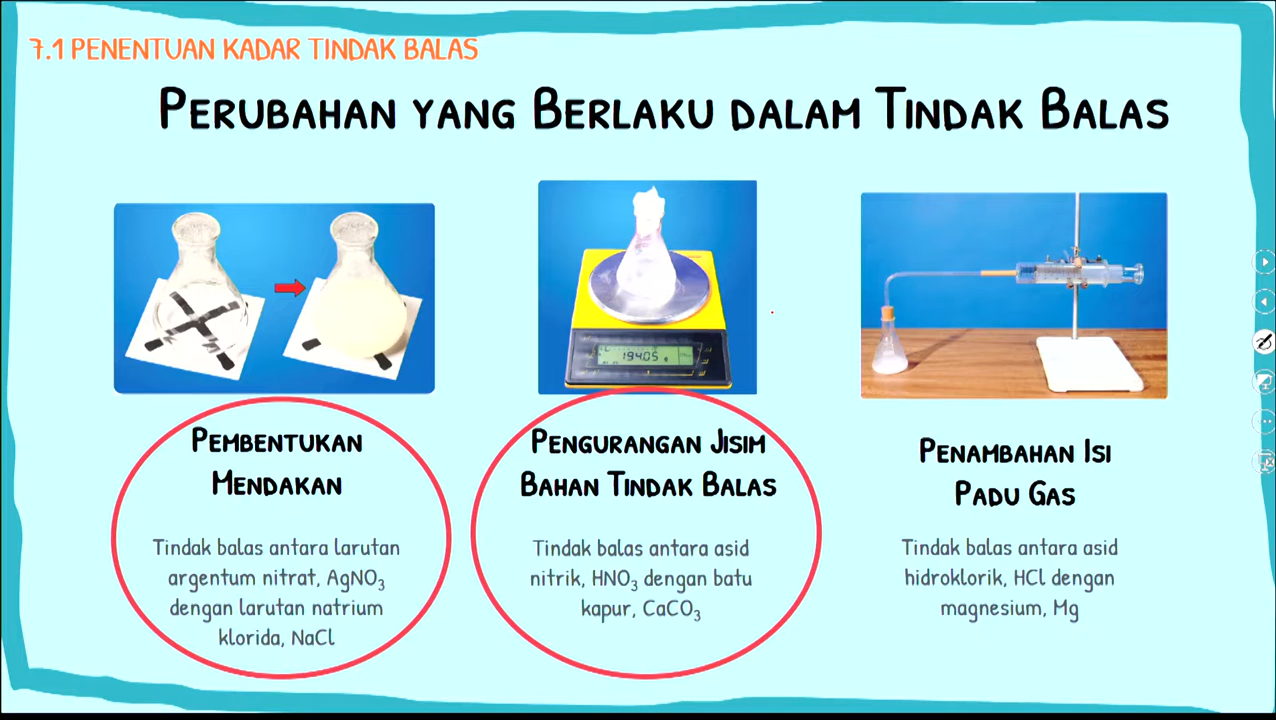 7.1 PENENTUAN KADAR TINDAK BALAS
PERUBAHAN YANG BERLAKU DALAM TINDAK BALAS
194.05 g
PEMBENTUKAN
MENDAKAN
Tindak balas antara larutan
argentum nitrat, AgNO₃
dengan larutan natrium
klorida, NaCl
PENGURANGAN JISIM
BAHAN TINDAK BALAS
Tindak balas antara asid
nitrik, HNO₃ dengan batu
kapur, CaCO₃
PENAMBAHAN ISI
PADU GAS
Tindak balas antara asid
hidroklorik, HCl dengan
magnesium, Mg